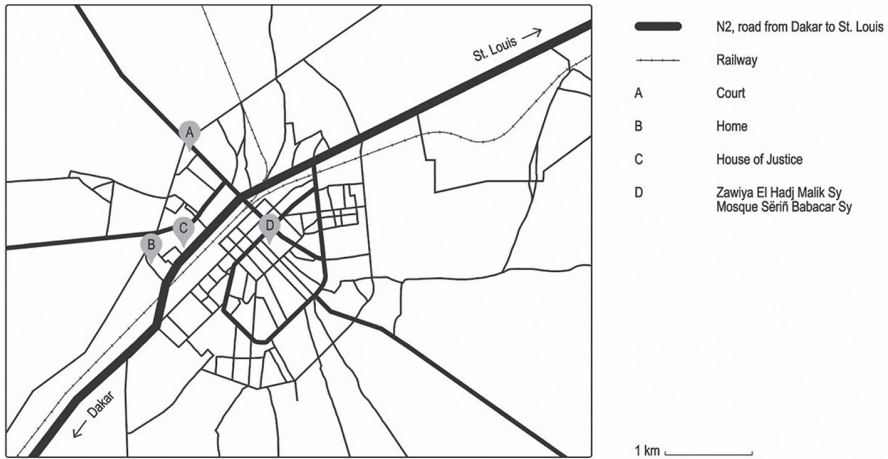 St. Louis
A
B
C
D
Dakar
N2, road from Dakar to St. Louis
Railway
A Court
B Home
C House of Justice
D Zawiya El Hadj Malik Sy
Mosque Sëriñ Babacar Sy
1 km